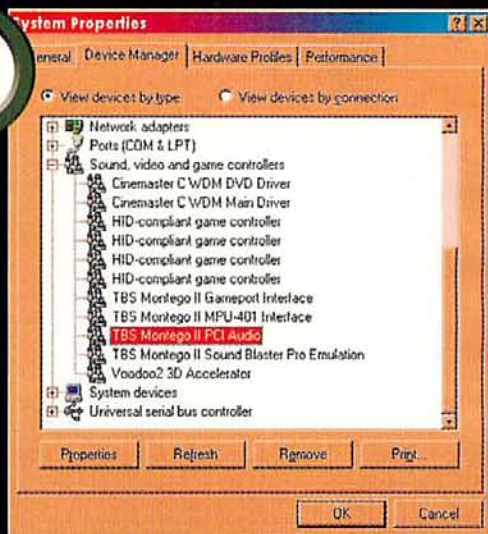 System Properties
General
Device Manager
Hardware Profiles
Performance
View devices by type
View devices by connection
Network adapters
Ports (COM & LPT)
Sound, video and game controllers
Cinemaster C WDM DVD Driver
Cinemaster C WDM Main Driver
HID-compliant game controller
HID-compliant game controller
HID-compliant game controller
HID-compliant game controller
TBS Montego II Gameport Interface
TBS Montego II MPU-401 Interface
TBS Montego II PCI Audio
TBS Montego II Sound Blaster Pro Emulation
Voodoo2 3D Accelerator
System devices
Universal serial bus controller
Properties
Refresh
Remove
Print...
OK
Cancel